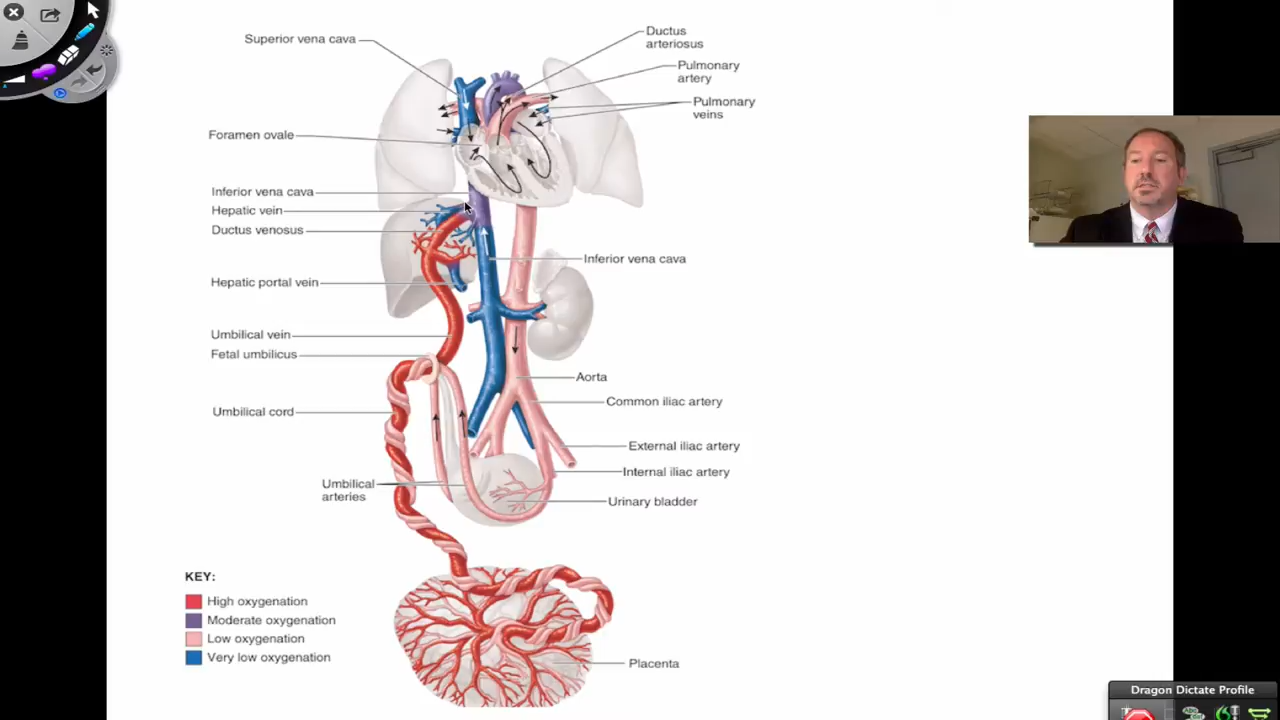 Superior vena cava
Ductus
arteriosus
Pulmonary
artery
Pulmonary
veins
Foramen ovale
Inferior vena cava
Hepatic vein
Ductus venosus
Inferior vena cava
Hepatic portal vein
Umbilical vein
Fetal umbilicus
Aorta
Common iliac artery
Umbilical cord
External iliac artery
Internal iliac artery
Umbilical
arteries
Urinary bladder
KEY:
High oxygenation
Moderate oxygenation
Low oxygenation
Very low oxygenation
Placenta
Dragon Dictate Profile